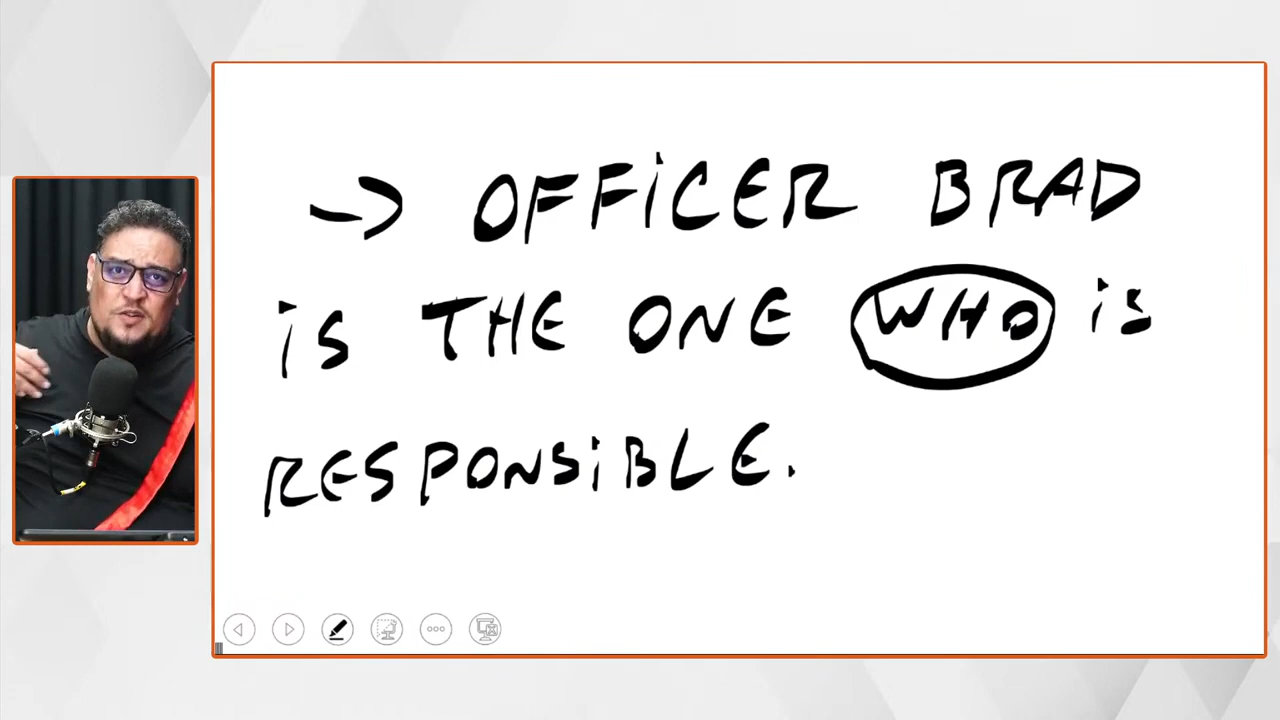 → OFFICER BRAD
is THE ONE WHO is
RESPONSiBLE.